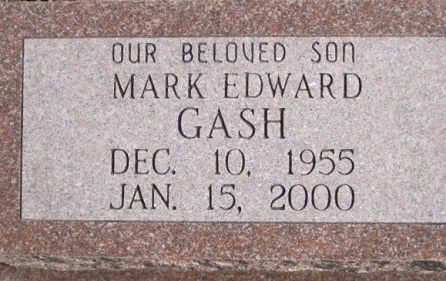 OUR BELOVED SON
MARK EDWARD
GASH
DEC. 10, 1955
JAN. 15, 2000